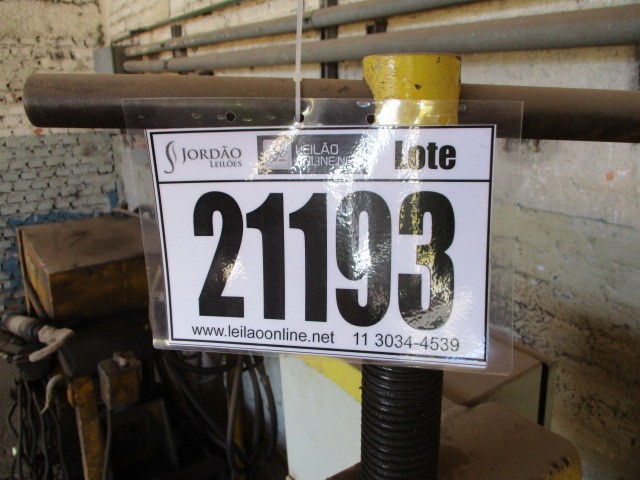 JORDÃO LEILÕES LEILÃO ONLINE.NET Lote
21193
www.leilaoonline.net 11 3034-4539